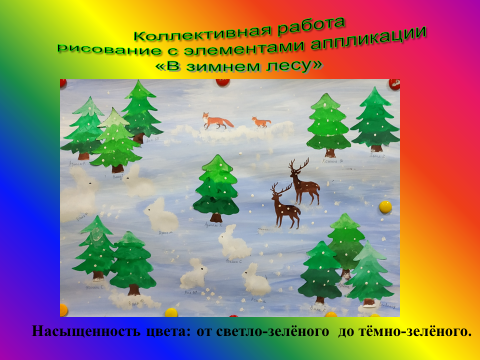 Коллективная работа
рисование с элементами аппликации
«В зимнем лесу»
Насыщенность цвета: от светло-зелёного до тёмно-зелёного.